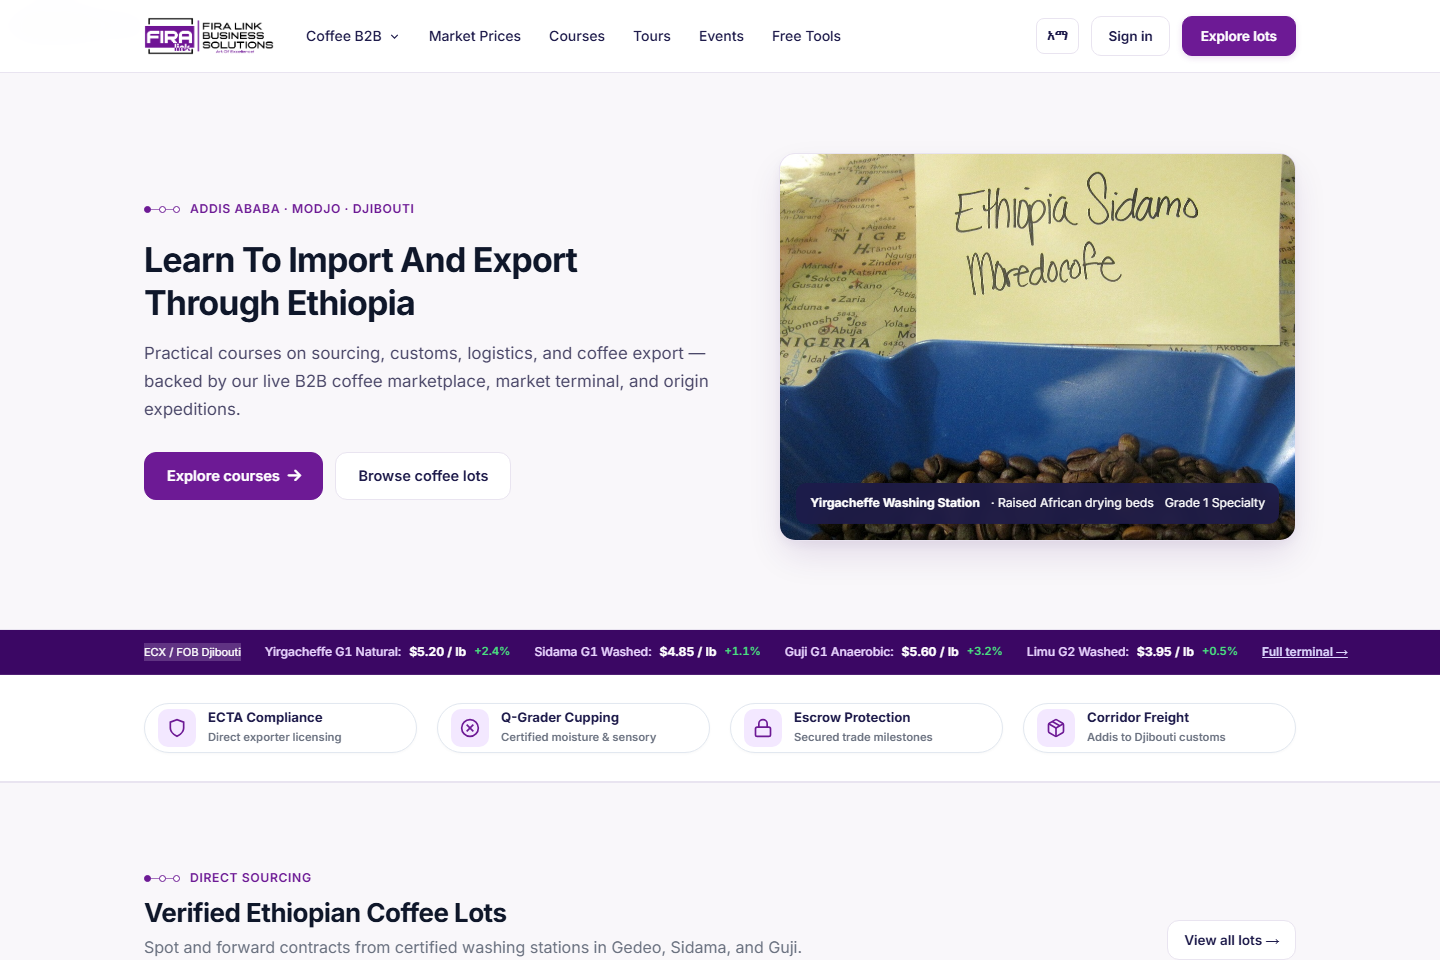 FIRA
Link
FIRA LINK
BUSINESS
SOLUTIONS
Coffee B2B
Market Prices
Courses
Tours
Events
Free Tools
አማ
Sign in
Explore lots
ADDIS ABABA · MODJO · DJIBOUTI
Learn To Import And Export
Through Ethiopia
Practical courses on sourcing, customs, logistics, and coffee export —
backed by our live B2B coffee marketplace, market terminal, and origin
expeditions.
Explore courses →
Browse coffee lots
Ethiopia Sidamo
Moredocofe
NIGE
Agadez
Tânout
Zinder
Maradi
Katsina
Sokoto
Gusau
Kano
Zaria
Kaduna
Jos
Yola
Abuja
NIGERIA
Yirgacheffe Washing Station · Raised African drying beds Grade 1 Specialty
ECX / FOB Djibouti Yirgacheffe G1 Natural: $5.20 / lb +2.4% Sidama G1 Washed: $4.85 / lb +1.1% Guji G1 Anaerobic: $5.60 / lb +3.2% Limu G2 Washed: $3.95 / lb +0.5% Full terminal →
ECTA Compliance
Direct exporter licensing
Q-Grader Cupping
Certified moisture & sensory
Escrow Protection
Secured trade milestones
Corridor Freight
Addis to Djibouti customs
DIRECT SOURCING
Verified Ethiopian Coffee Lots
Spot and forward contracts from certified washing stations in Gedeo, Sidama, and Guji.
View all lots →